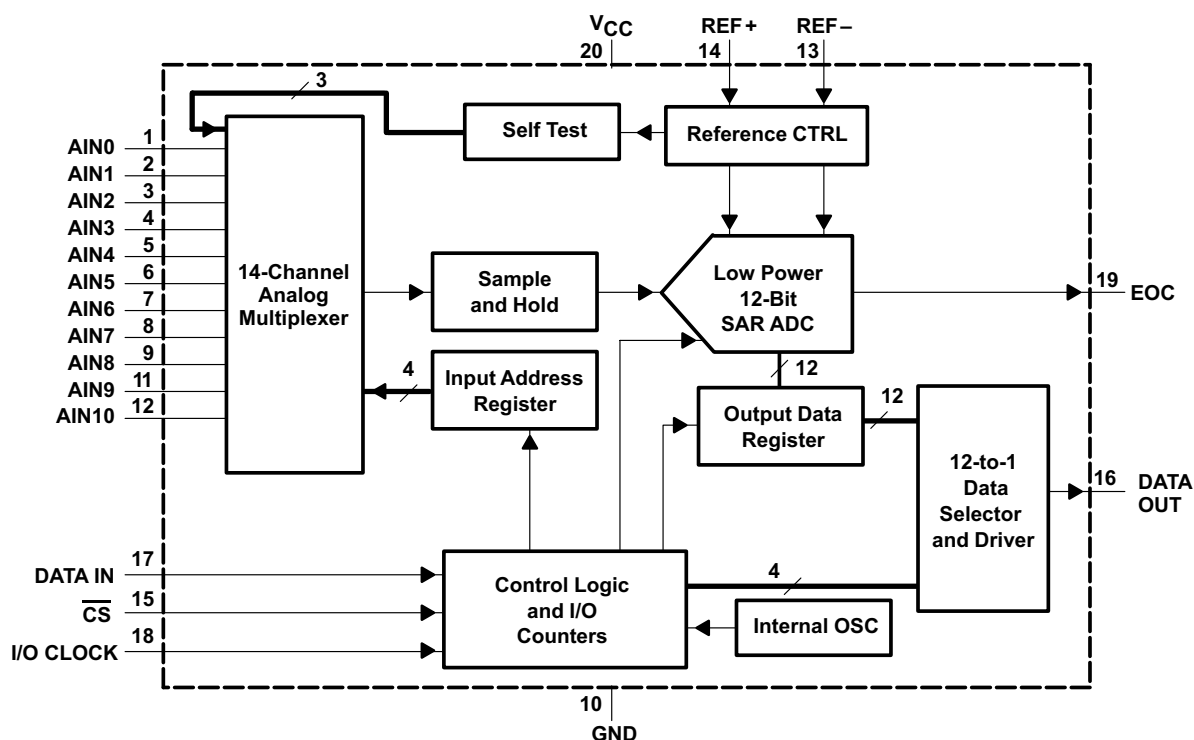 VCC
20
REF+
14
REF–
13
3
Self Test
Reference CTRL
AIN0
1
AIN1
2
AIN2
3
AIN3
4
AIN4
5
AIN5
6
AIN6
7
AIN7
8
AIN8
9
AIN9
11
AIN10
12
14-Channel
Analog
Multiplexer
Sample
and Hold
Low Power
12-Bit
SAR ADC
19
EOC
4
Input Address
Register
12
Output Data
Register
12
12-to-1
Data
Selector
and Driver
16
DATA
OUT
DATA IN
17
CS
15
I/O CLOCK
18
Control Logic
and I/O
Counters
4
Internal OSC
10
GND